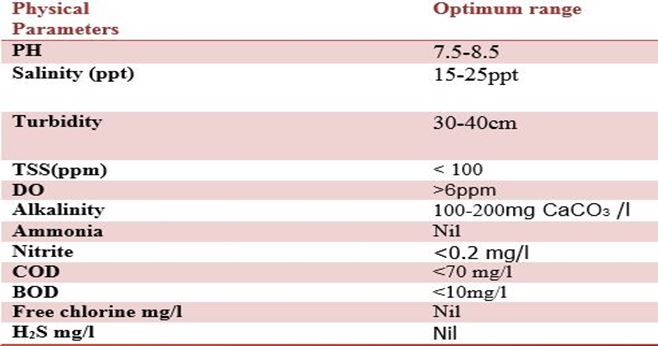 Physical Parameters Optimum range
PH 7.5-8.5
Salinity (ppt) 15-25ppt
Turbidity 30-40cm
TSS(ppm) < 100
DO >6ppm
Alkalinity 100-200mg CaCO₃ /l
Ammonia Nil
Nitrite <0.2 mg/l
COD <70 mg/l
BOD <10mg/l
Free chlorine mg/l Nil
H₂S mg/l Nil